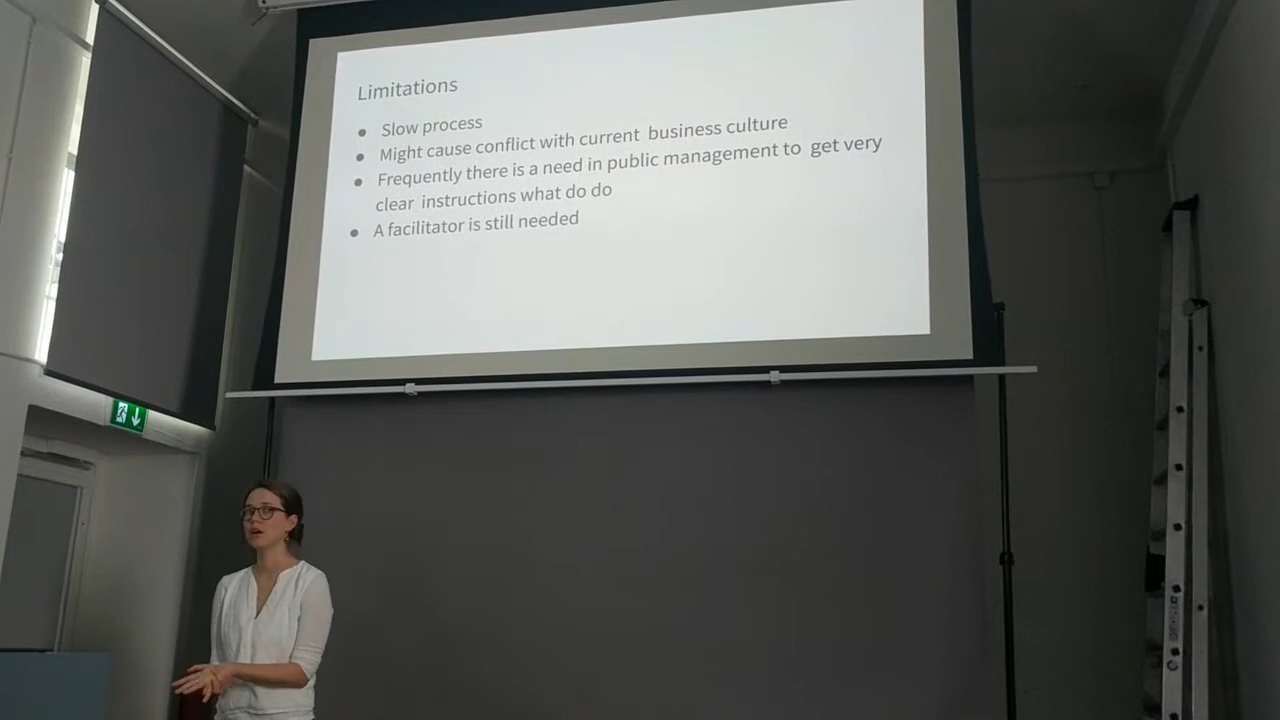 Limitations
● Slow process
● Might cause conflict with current business culture
● Frequently there is a need in public management to get very
clear instructions what do do
● A facilitator is still needed